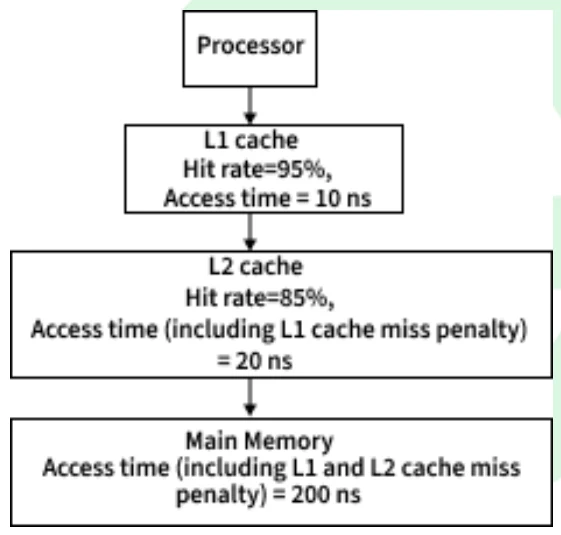 Processor
L1 cache
Hit rate=95%,
Access time = 10 ns
L2 cache
Hit rate=85%,
Access time (including L1 cache miss penalty)
= 20 ns
Main Memory
Access time (including L1 and L2 cache miss
penalty) = 200 ns